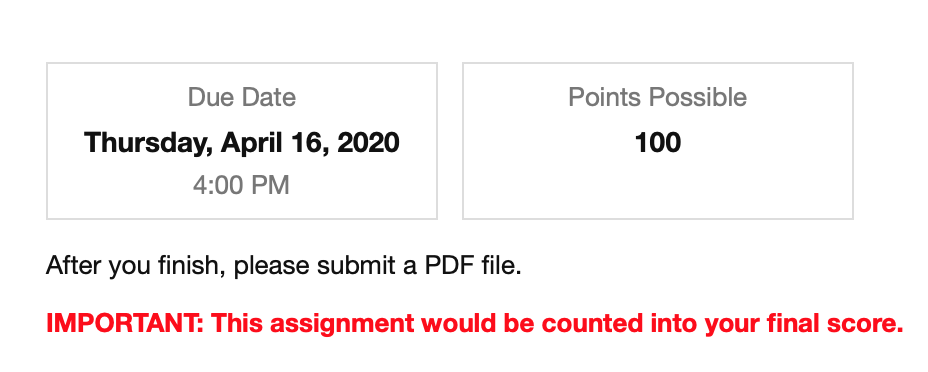 Due Date
Thursday, April 16, 2020
4:00 PM
Points Possible
100
After you finish, please submit a PDF file.
IMPORTANT: This assignment would be counted into your final score.